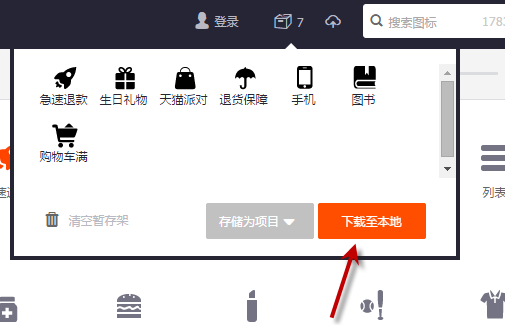 登录
7
搜索图标
1783
急速退款 生日礼物 天猫派对 退货保障 手机 图书
购物车满
列表
清空暂存架
存储为项目
下载至本地